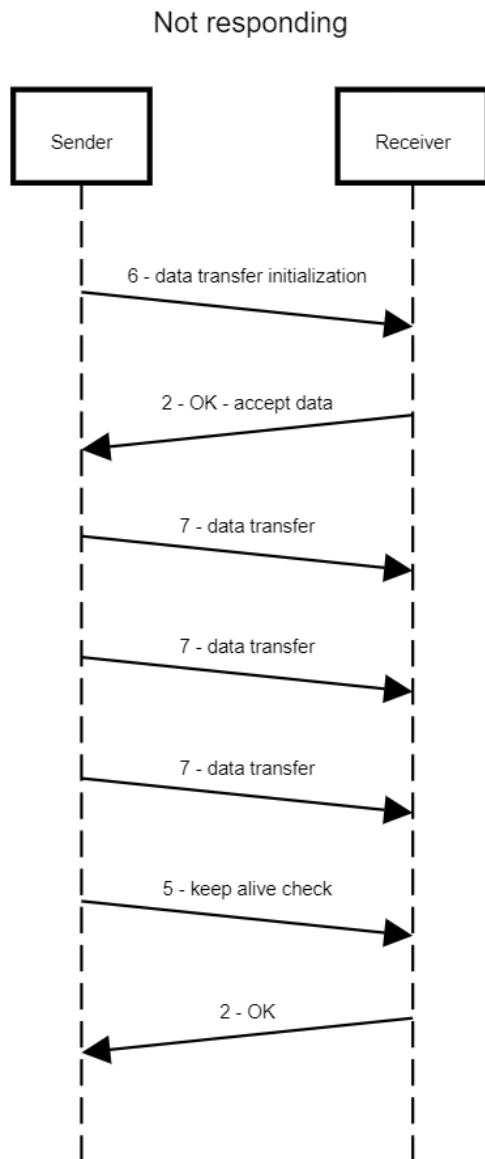 Not responding
Sender
Receiver
6 - data transfer initialization
2 - OK - accept data
7 - data transfer
7 - data transfer
7 - data transfer
5 - keep alive check
2 - OK